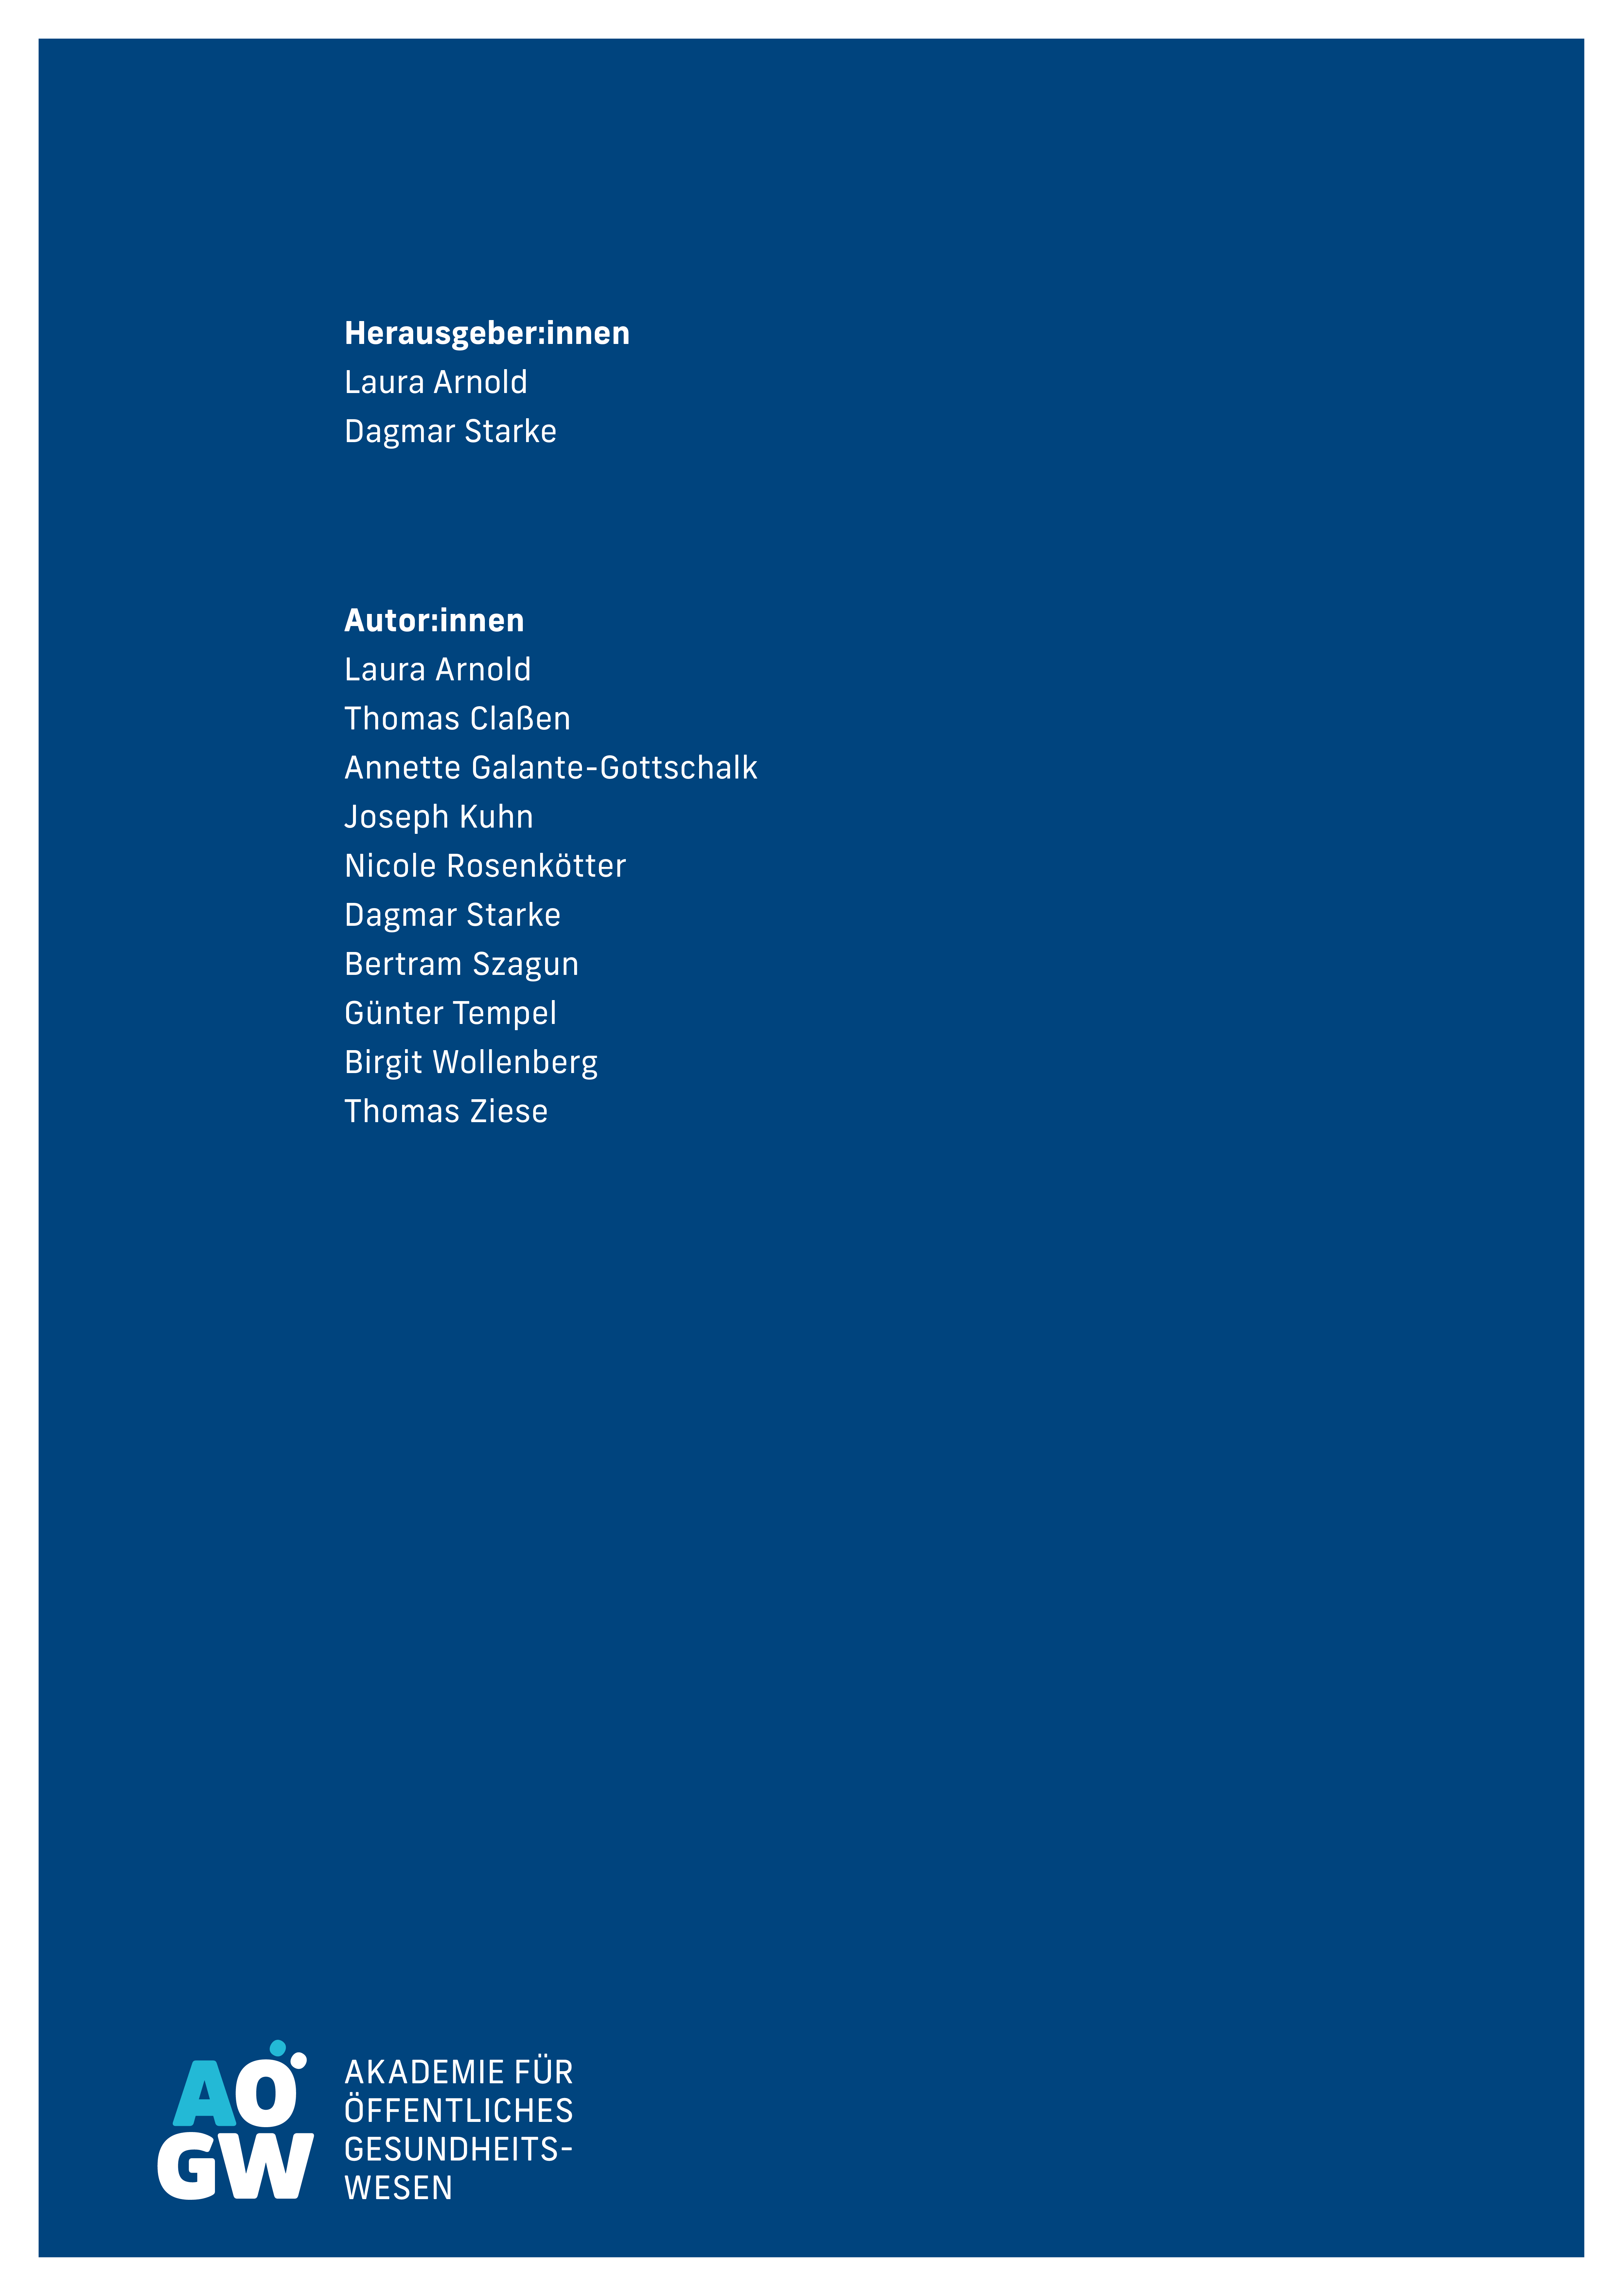 Herausgeber:innen
Laura Arnold
Dagmar Starke
Autor:innen
Laura Arnold
Thomas Claßen
Annette Galante-Gottschalk
Joseph Kuhn
Nicole Rosenkötter
Dagmar Starke
Bertram Szagun
Günter Tempel
Birgit Wollenberg
Thomas Ziese
AÖ
GW
AKADEMIE FÜR
ÖFFENTLICHES
GESUNDHEITS-
WESEN